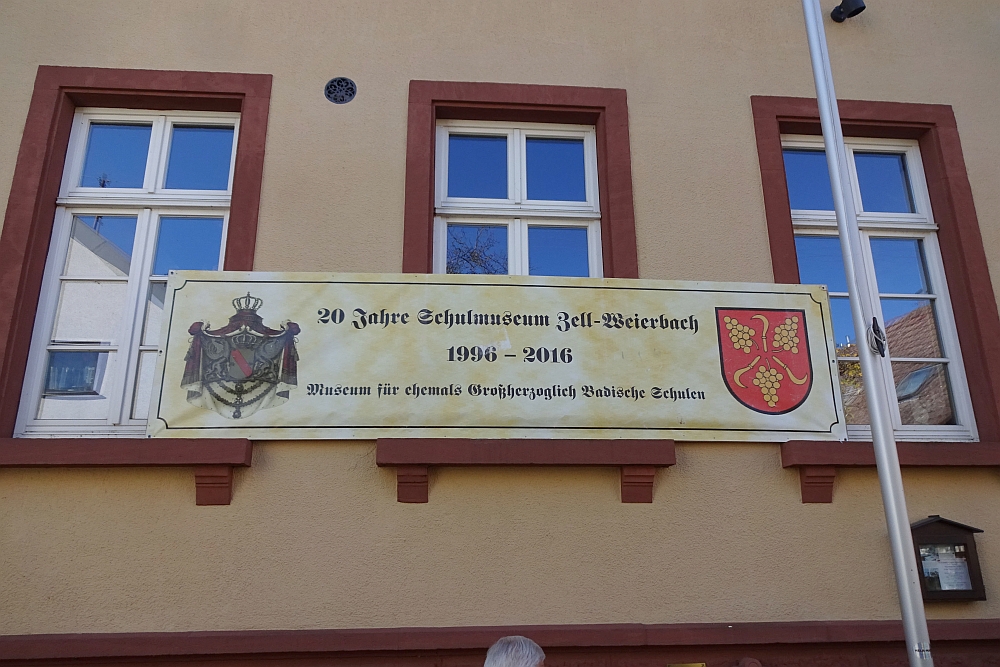 20 Jahre Schulmuseum Zell-Weierbach
1996 – 2016
Museum für ehemals Großherzoglich Badische Schulen